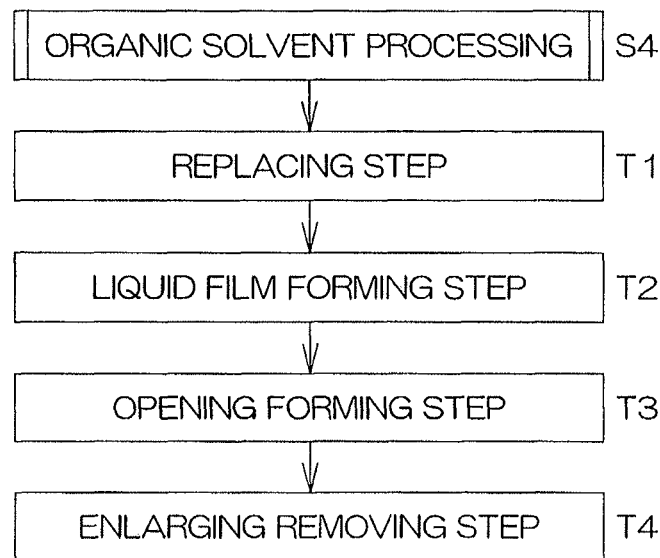 ORGANIC SOLVENT PROCESSING S4
REPLACING STEP T1
LIQUID FILM FORMING STEP T2
OPENING FORMING STEP T3
ENLARGING REMOVING STEP T4